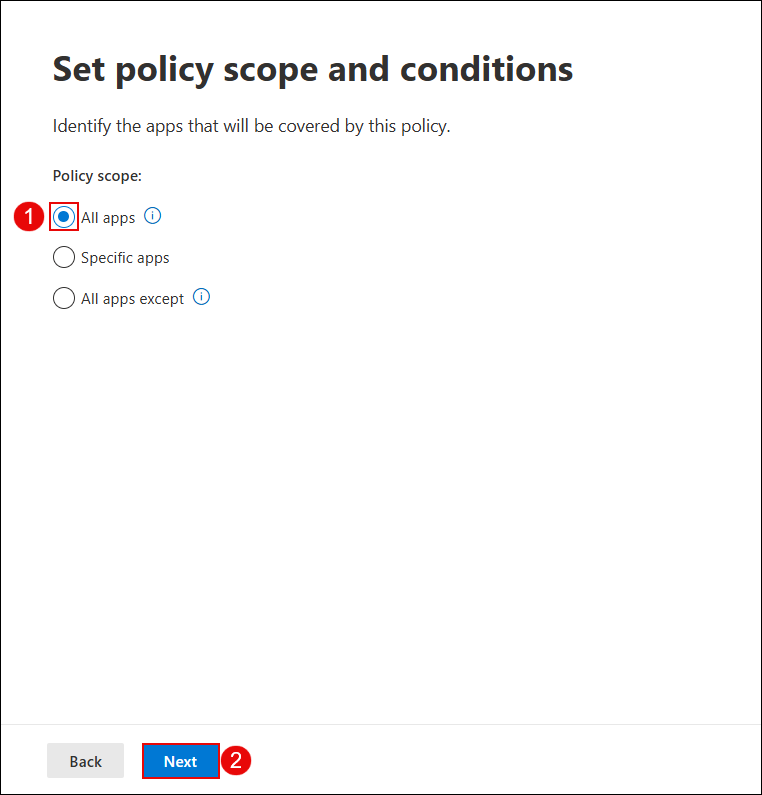 Set policy scope and conditions
Identify the apps that will be covered by this policy.
Policy scope:
1 All apps
Specific apps
All apps except
Back Next 2